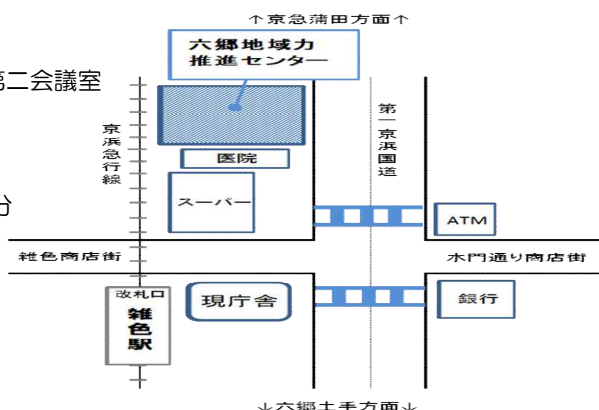 ↑京急蒲田方面↑
六郷地域力
推進センター
第二会議室
京浜急行線
第一京浜国道
医院
スーパー
分
ATM
雑色商店街
水門通り商店街
改札口
雑色駅
現庁舎
銀行
↓六郷土手方面↓